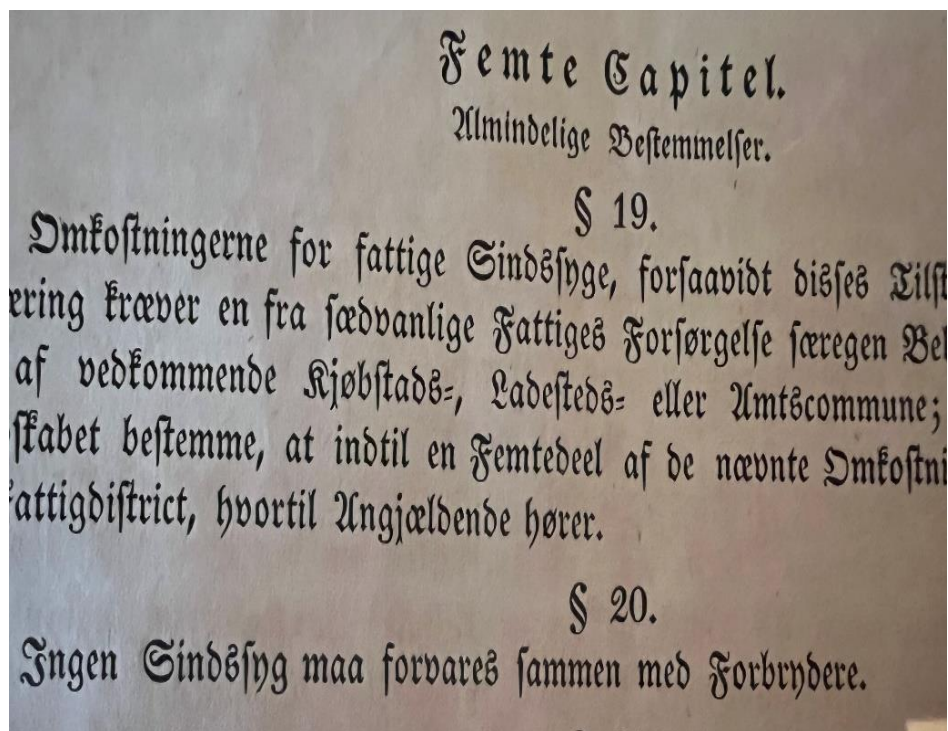 Femte Capitel.
Almindelige Bestemmelser.
§ 19.
Omkostningerne for fattige Sindssyge, forsaavidt disses Tilst
ering kræver en fra sædvanlige Fattiges Forsørgelse særegen Be
af vedkommende Kjøbstads-, Ladesteds- eller Amtscommune;
skabet bestemme, at indtil en Femtedeel af de nævnte Omkostni
attigdistrict, hvortil Angjældende hører.
§ 20.
Ingen Sindssyg maa forvares sammen med Forbrydere.